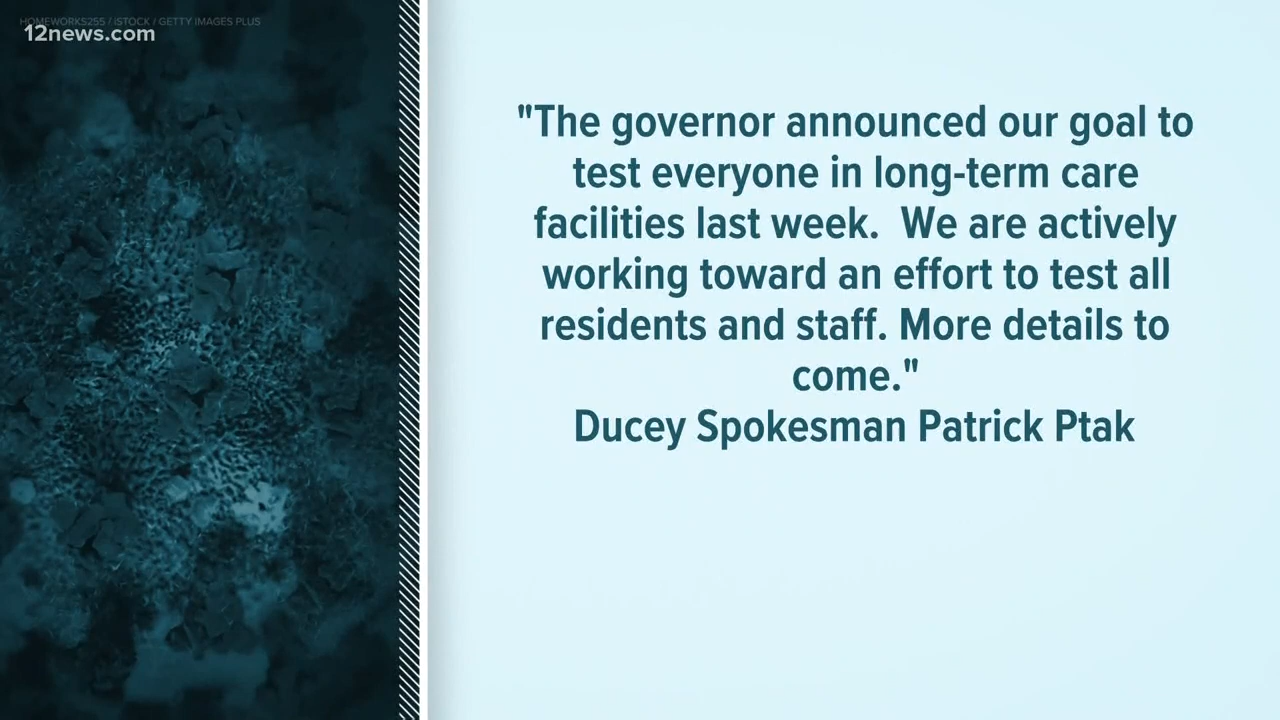 HOMEWORKS255 / iSTOCK / GETTY IMAGES PLUS
12news.com
"The governor announced our goal to
test everyone in long-term care
facilities last week.  We are actively
working toward an effort to test all
residents and staff. More details to
come."
Ducey Spokesman Patrick Ptak